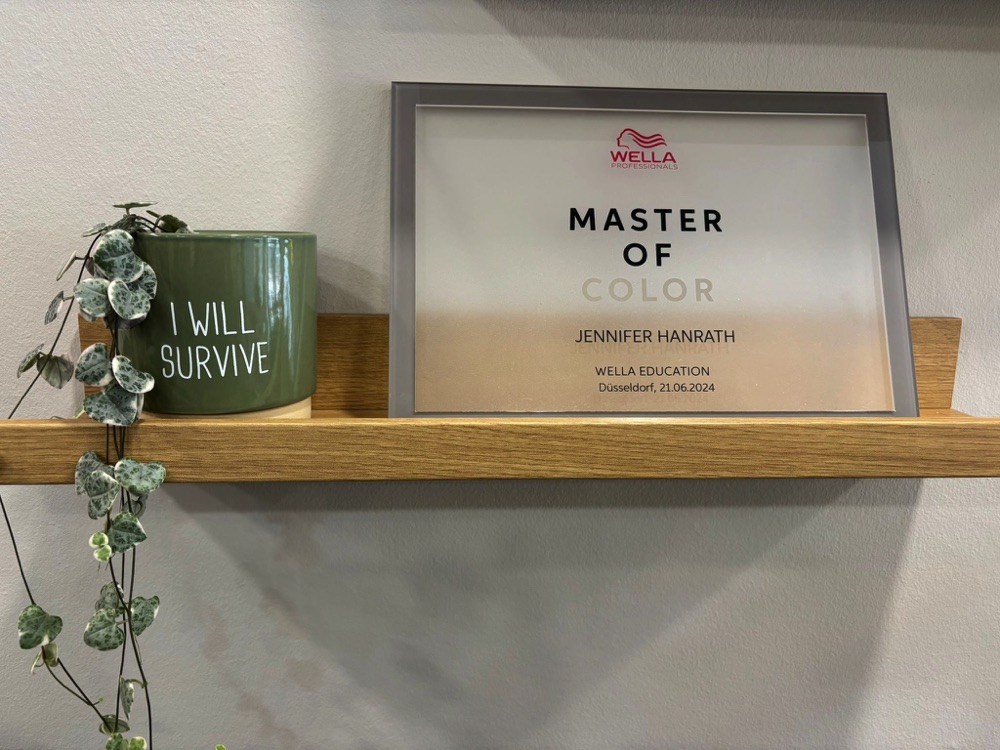 I WILL
SURVIVE
WELLA
PROFESSIONALS
MASTER
OF
COLOR
JENNIFER HANRATH
WELLA EDUCATION
Düsseldorf, 21.06.2024